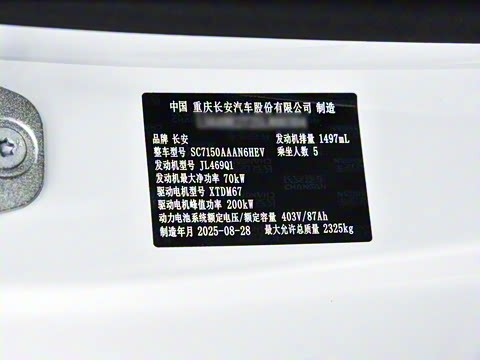 中国 重庆长安汽车股份有限公司 制造
品牌 长安 发动机排量 1497mL
整车型号 SC7150AAAN6HEV 乘坐人数 5
发动机型号 JL469Q1
发动机最大净功率 70kW
驱动电机型号 XTDM67
驱动电机峰值功率 200kW
动力电池系统额定电压/额定容量 403V/87Ah
制造年月 2025-08-28 最大允许总质量 2325kg